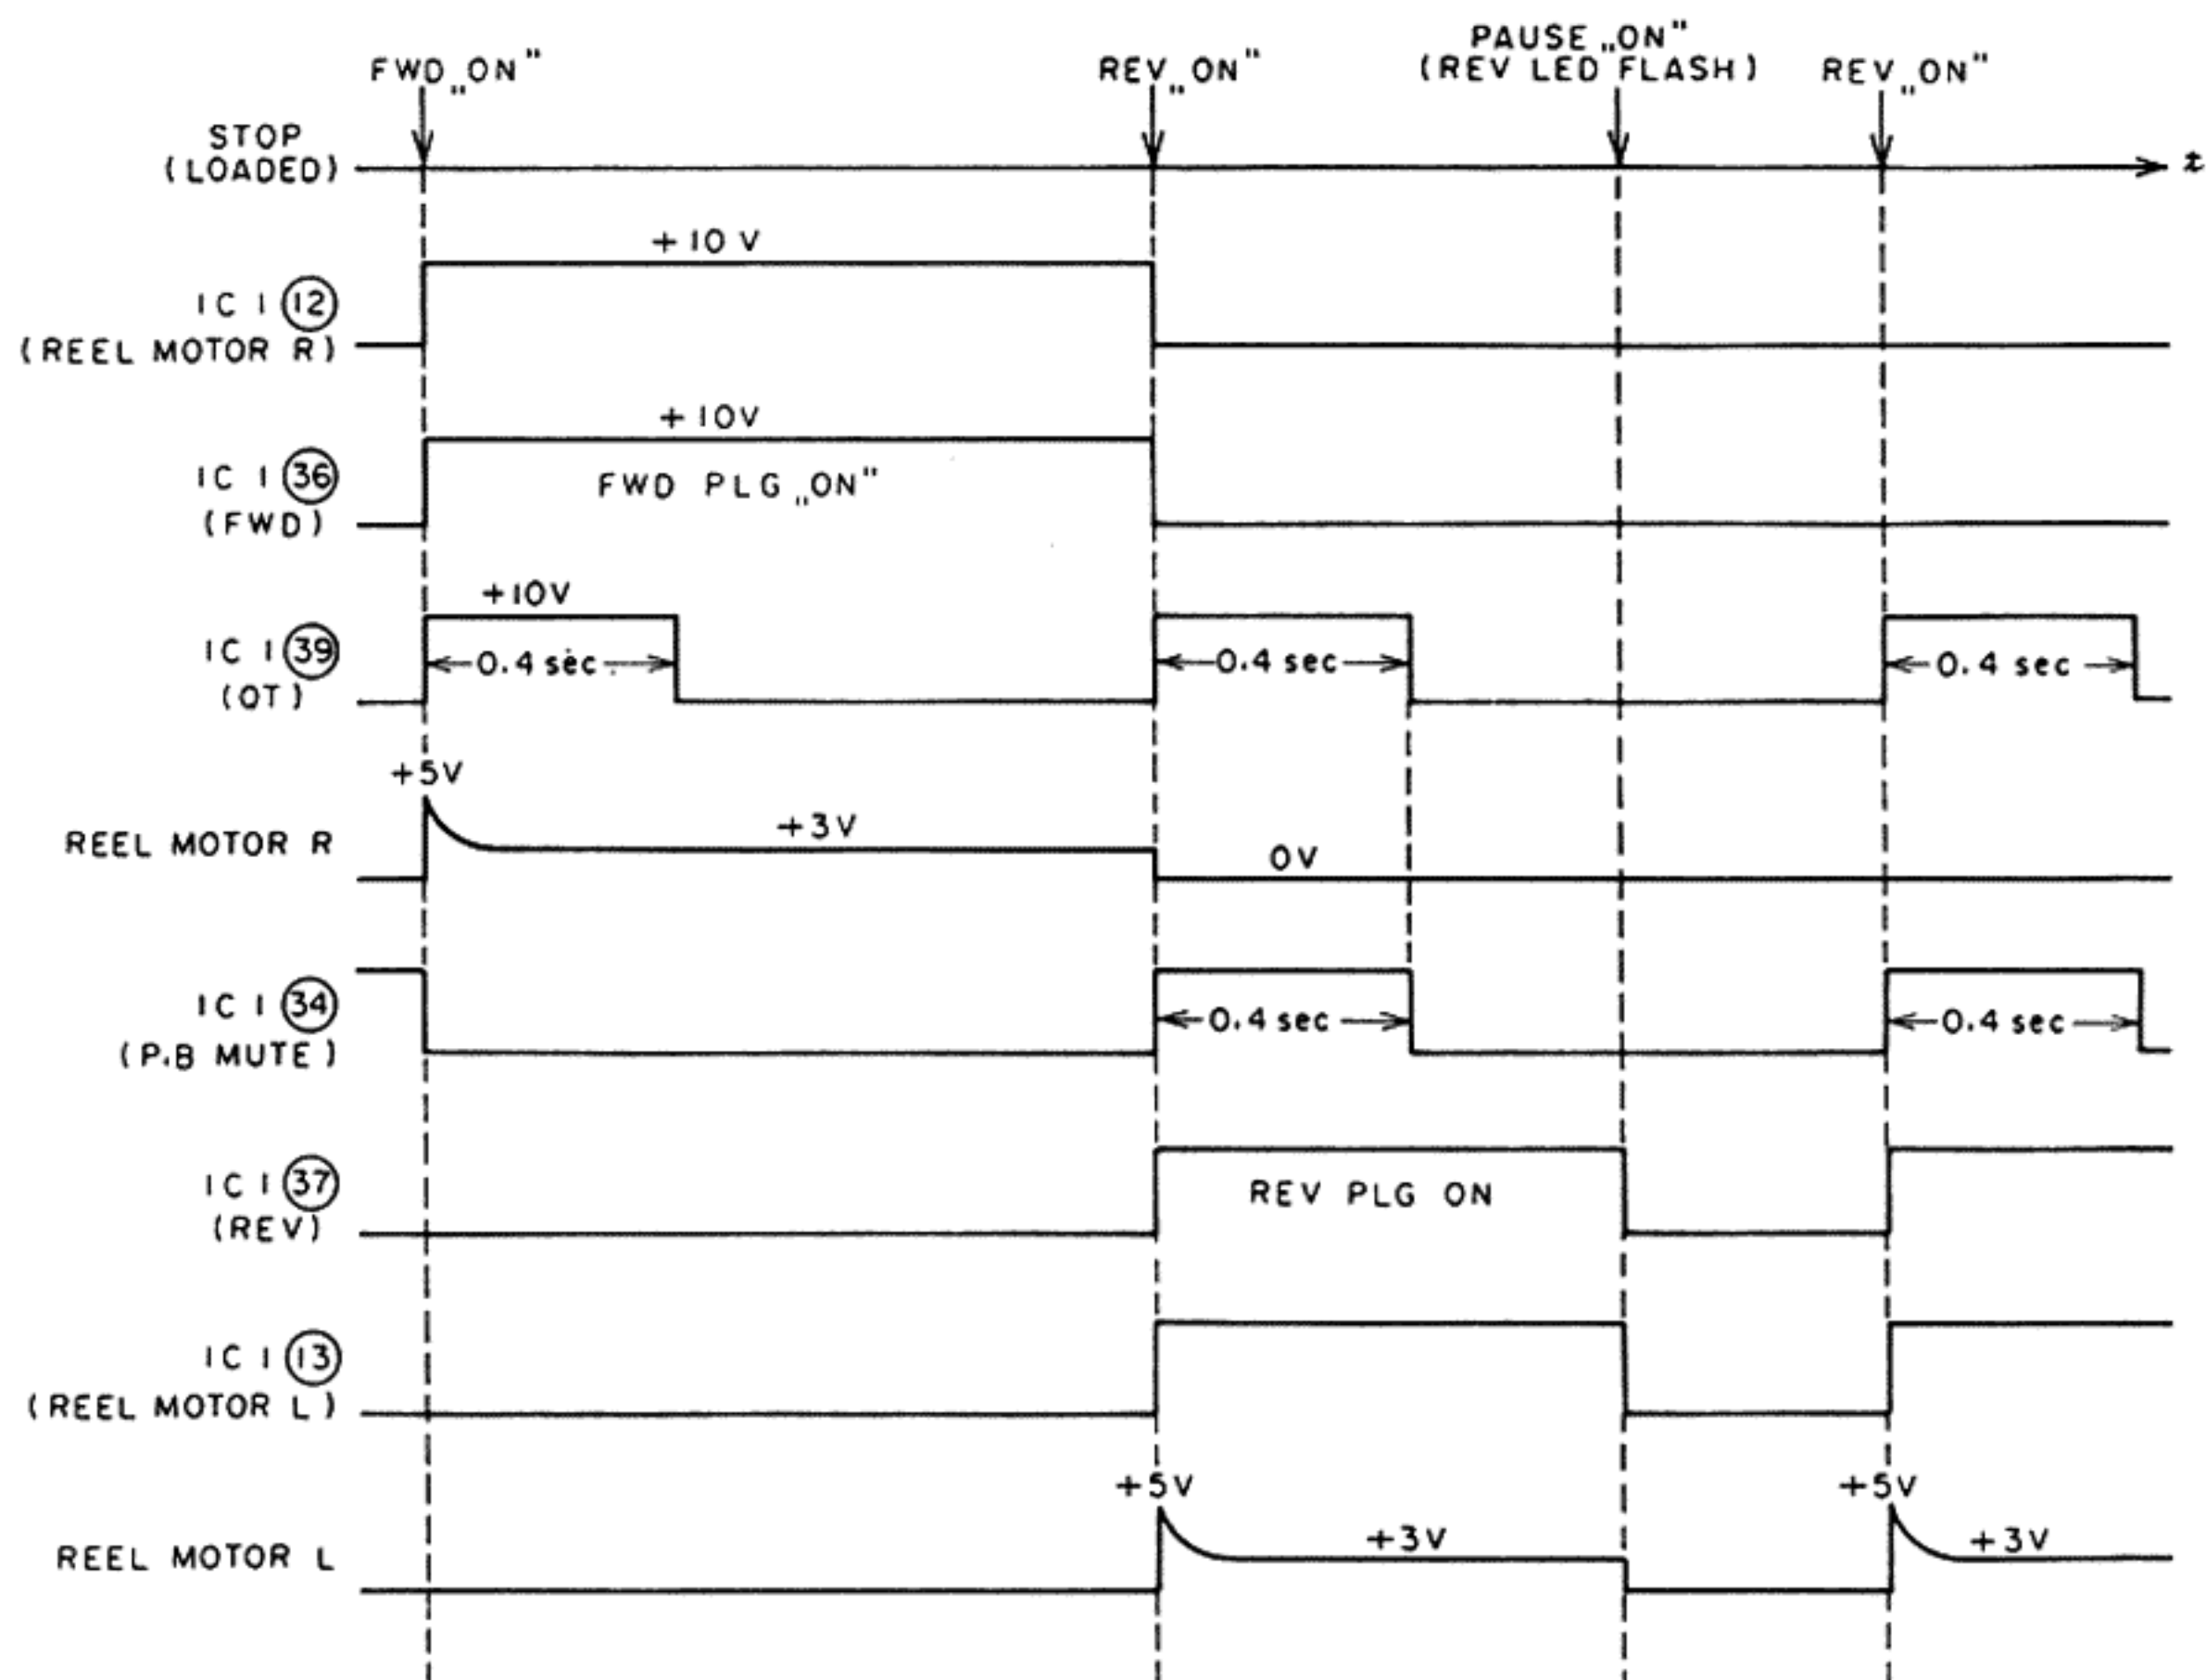 FWD „ON"
REV „ON"
PAUSE „ON"
(REV LED FLASH)
REV „ON"
STOP
(LOADED)
t
+10 V
IC 1 12
(REEL MOTOR R)
+10V
IC 1 36
(FWD)
FWD PLG „ON"
+10V
IC 1 39
(OT)
0.4 sec
0.4 sec
0.4 sec
+5V
REEL MOTOR R
+3V
0V
IC 1 34
(P.B MUTE)
0.4 sec
0.4 sec
IC 1 37
(REV)
REV PLG ON
IC 1 13
(REEL MOTOR L)
+5V
+5V
REEL MOTOR L
+3V
+3V